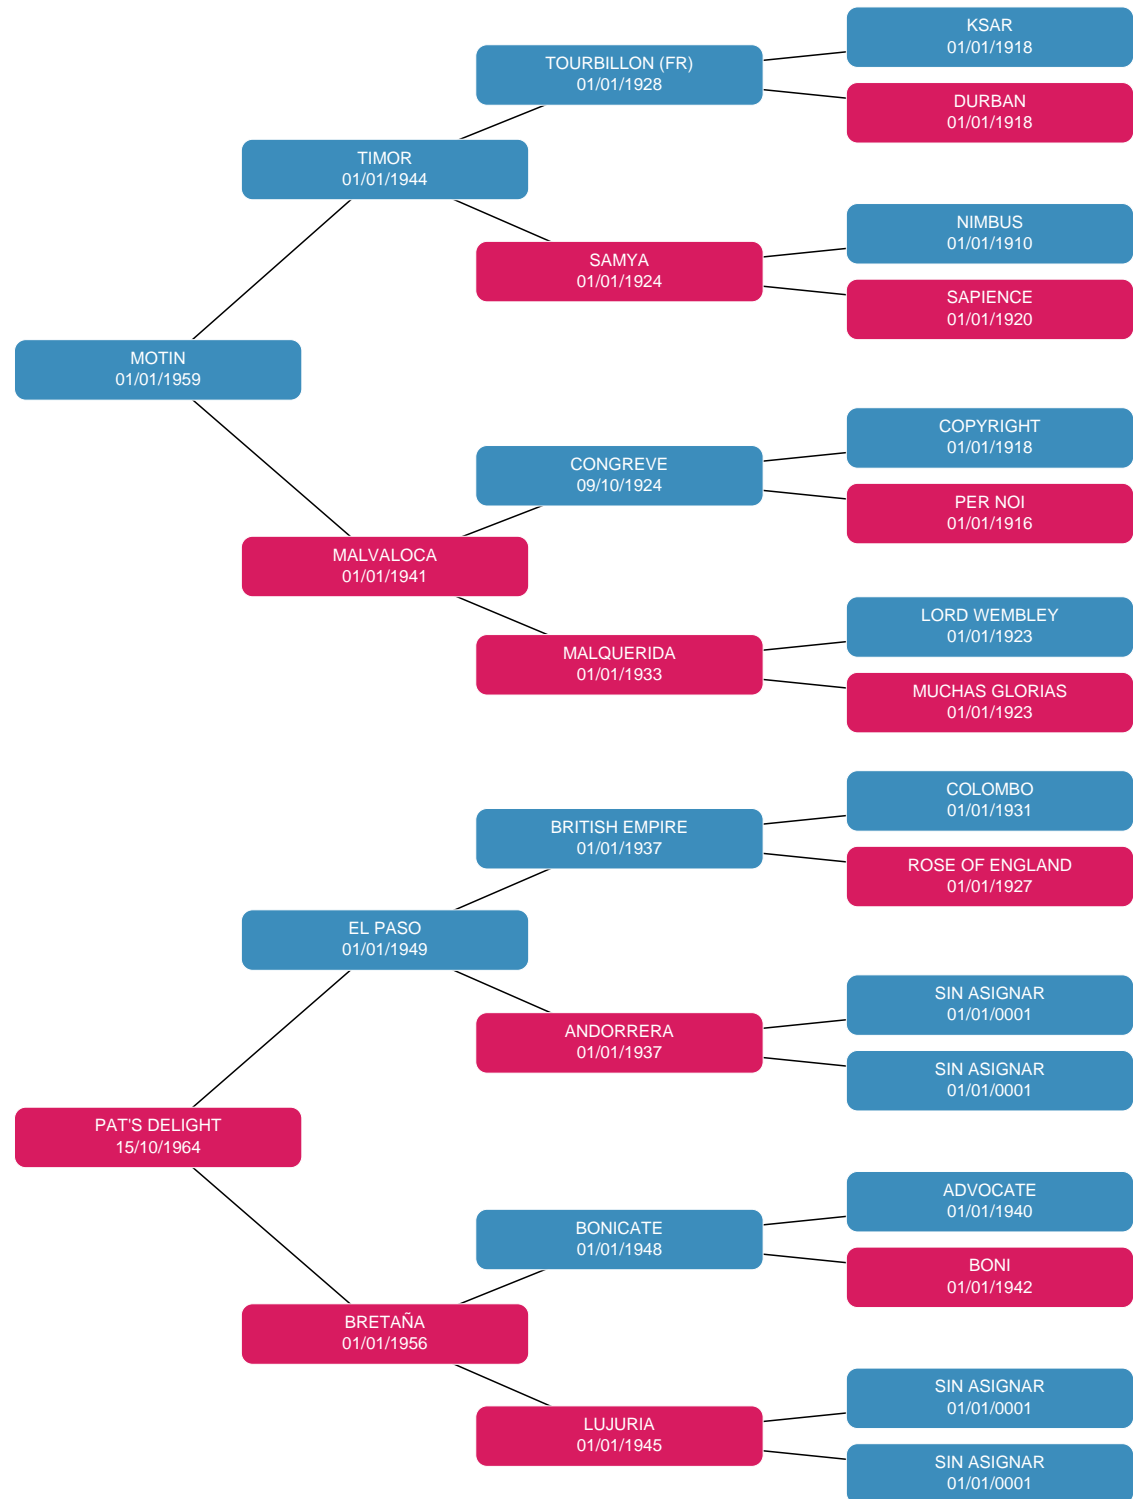 KSAR
01/01/1918
TOURBILLON (FR)
01/01/1928
DURBAN
01/01/1918
TIMOR
01/01/1944
NIMBUS
01/01/1910
SAMYA
01/01/1924
SAPIENCE
01/01/1920
MOTIN
01/01/1959
COPYRIGHT
01/01/1918
CONGREVE
09/10/1924
PER NOI
01/01/1916
MALVALOCA
01/01/1941
LORD WEMBLEY
01/01/1923
MALQUERIDA
01/01/1933
MUCHAS GLORIAS
01/01/1923
COLOMBO
01/01/1931
BRITISH EMPIRE
01/01/1937
ROSE OF ENGLAND
01/01/1927
EL PASO
01/01/1949
SIN ASIGNAR
01/01/0001
ANDORRERA
01/01/1937
SIN ASIGNAR
01/01/0001
PAT'S DELIGHT
15/10/1964
ADVOCATE
01/01/1940
BONICATE
01/01/1948
BONI
01/01/1942
BRETAÑA
01/01/1956
SIN ASIGNAR
01/01/0001
LUJURIA
01/01/1945
SIN ASIGNAR
01/01/0001